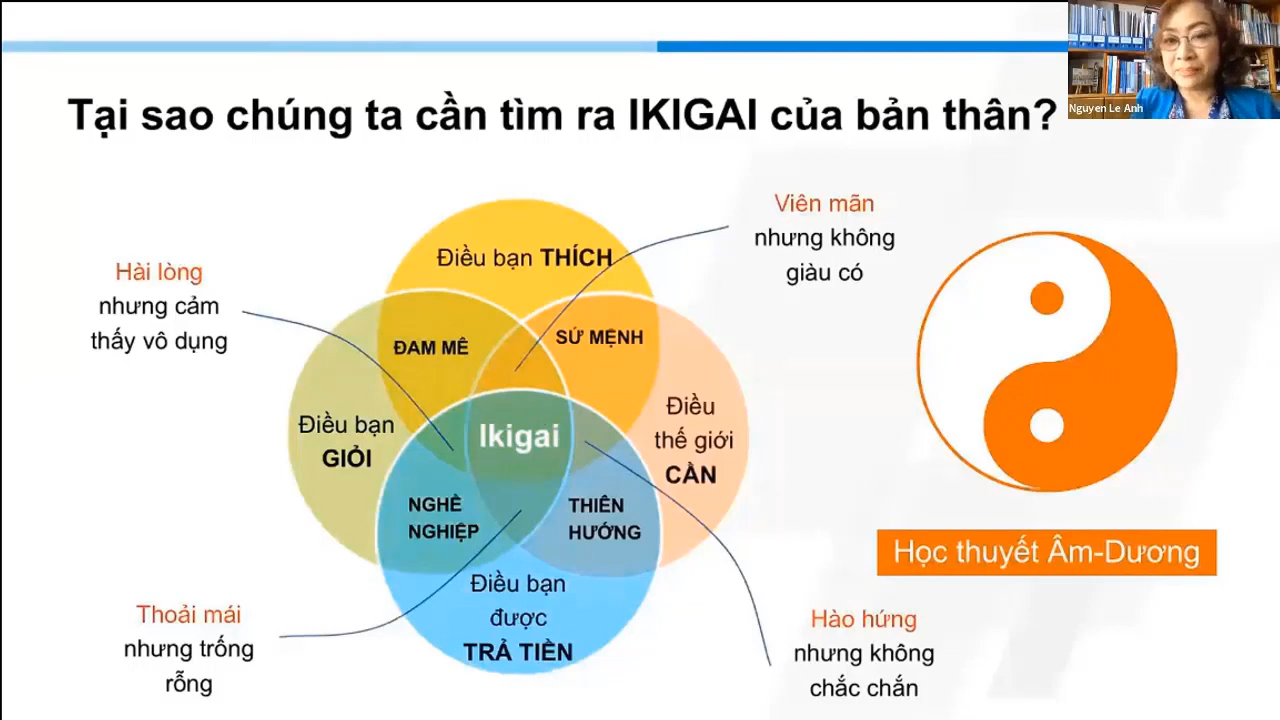 Nguyen Le Anh
Tại sao chúng ta cần tìm ra IKIGAI của bản thân?
Viên mãn
nhưng không
giàu có
Hài lòng
nhưng cảm
thấy vô dụng
Điều bạn THÍCH
ĐAM MÊ
SỨ MỆNH
Điều bạn
GIỎI
Ikigai
Điều
thế giới
CẦN
NGHỀ
NGHIỆP
THIÊN
HƯỚNG
Điều bạn
được
TRẢ TIỀN
Học thuyết Âm-Dương
Thoải mái
nhưng trống
rỗng
Hào hứng
nhưng không
chắc chắn